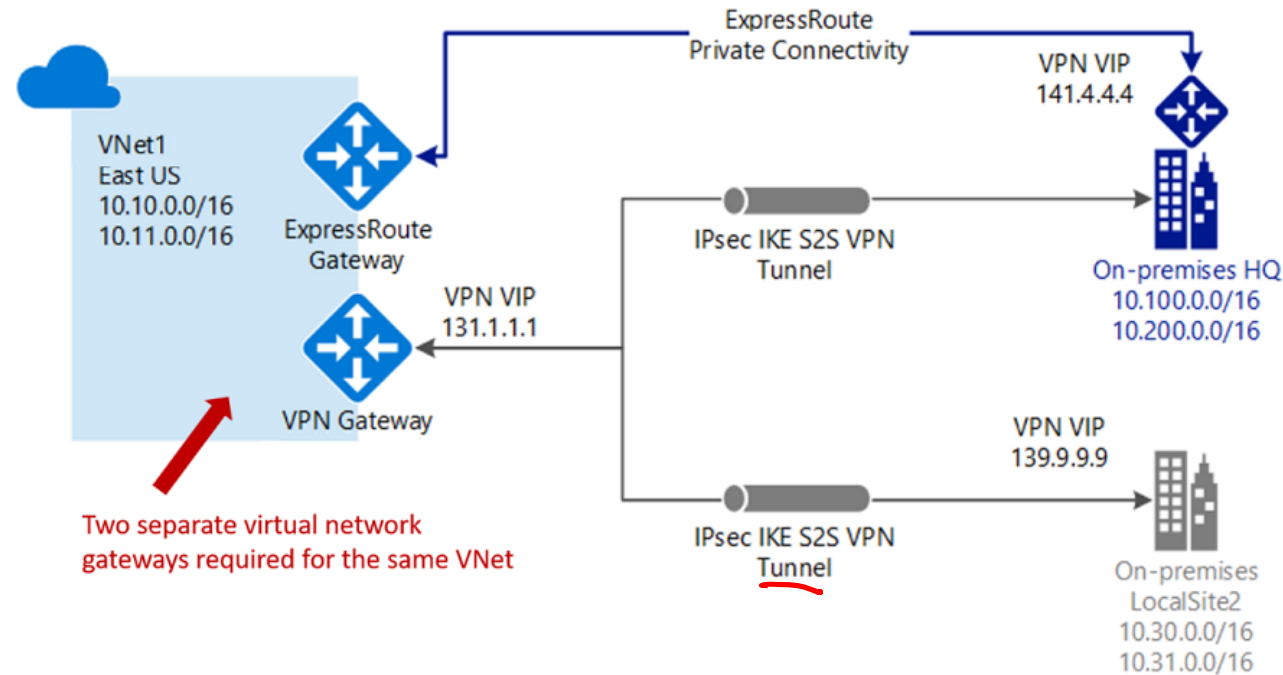 ExpressRoute
Private Connectivity
VPN VIP
141.4.4.4
VNet1
East US
10.10.0.0/16
10.11.0.0/16
ExpressRoute
Gateway
IPsec IKE S2S VPN
Tunnel
On-premises HQ
10.100.0.0/16
10.200.0.0/16
VPN VIP
131.1.1.1
VPN Gateway
VPN VIP
139.9.9.9
Two separate virtual network
gateways required for the same VNet
IPsec IKE S2S VPN
Tunnel
On-premises
LocalSite2
10.30.0.0/16
10.31.0.0/16